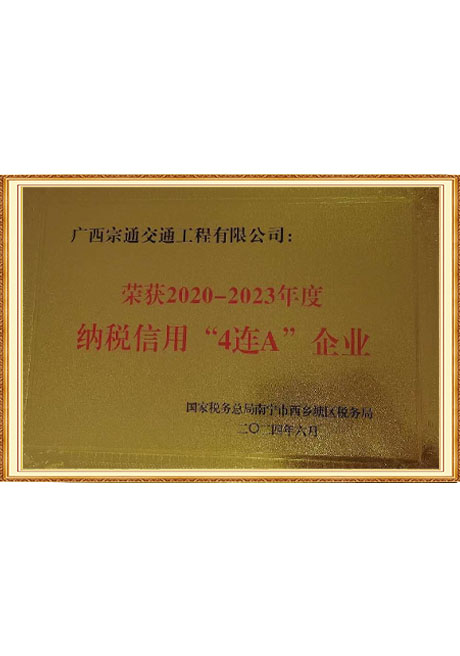 广西宗通交通工程有限公司：
荣获2020-2023年度
纳税信用“4连A”企业
国家税务总局南宁市西乡塘区税务局
二〇二四年六月